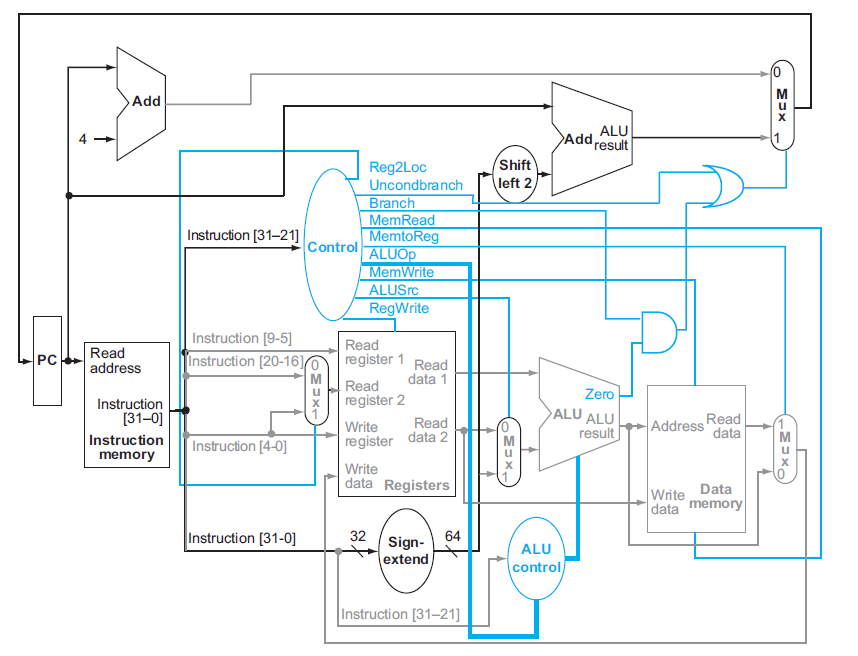 0
M
u
x
1
Add
4
Add
ALU
result
Shift
left 2
Reg2Loc
Uncondbranch
Branch
MemRead
MemtoReg
ALUOp
MemWrite
ALUSrc
RegWrite
Instruction [31–21]
Control
PC
Read
address
Instruction
[31–0]
Instruction
memory
Instruction [9-5]
Instruction [20-16]
Instruction [4-0]
0
M
u
x
1
Read
register 1
Read
register 2
Write
register
Write
data
Read
data 1
Read
data 2
Registers
0
M
u
x
1
Zero
ALU
ALU
result
Address
Read
data
Write
data
Data
memory
1
M
u
x
0
Instruction [31-0]
32
Sign-
extend
64
ALU
control
Instruction [31–21]